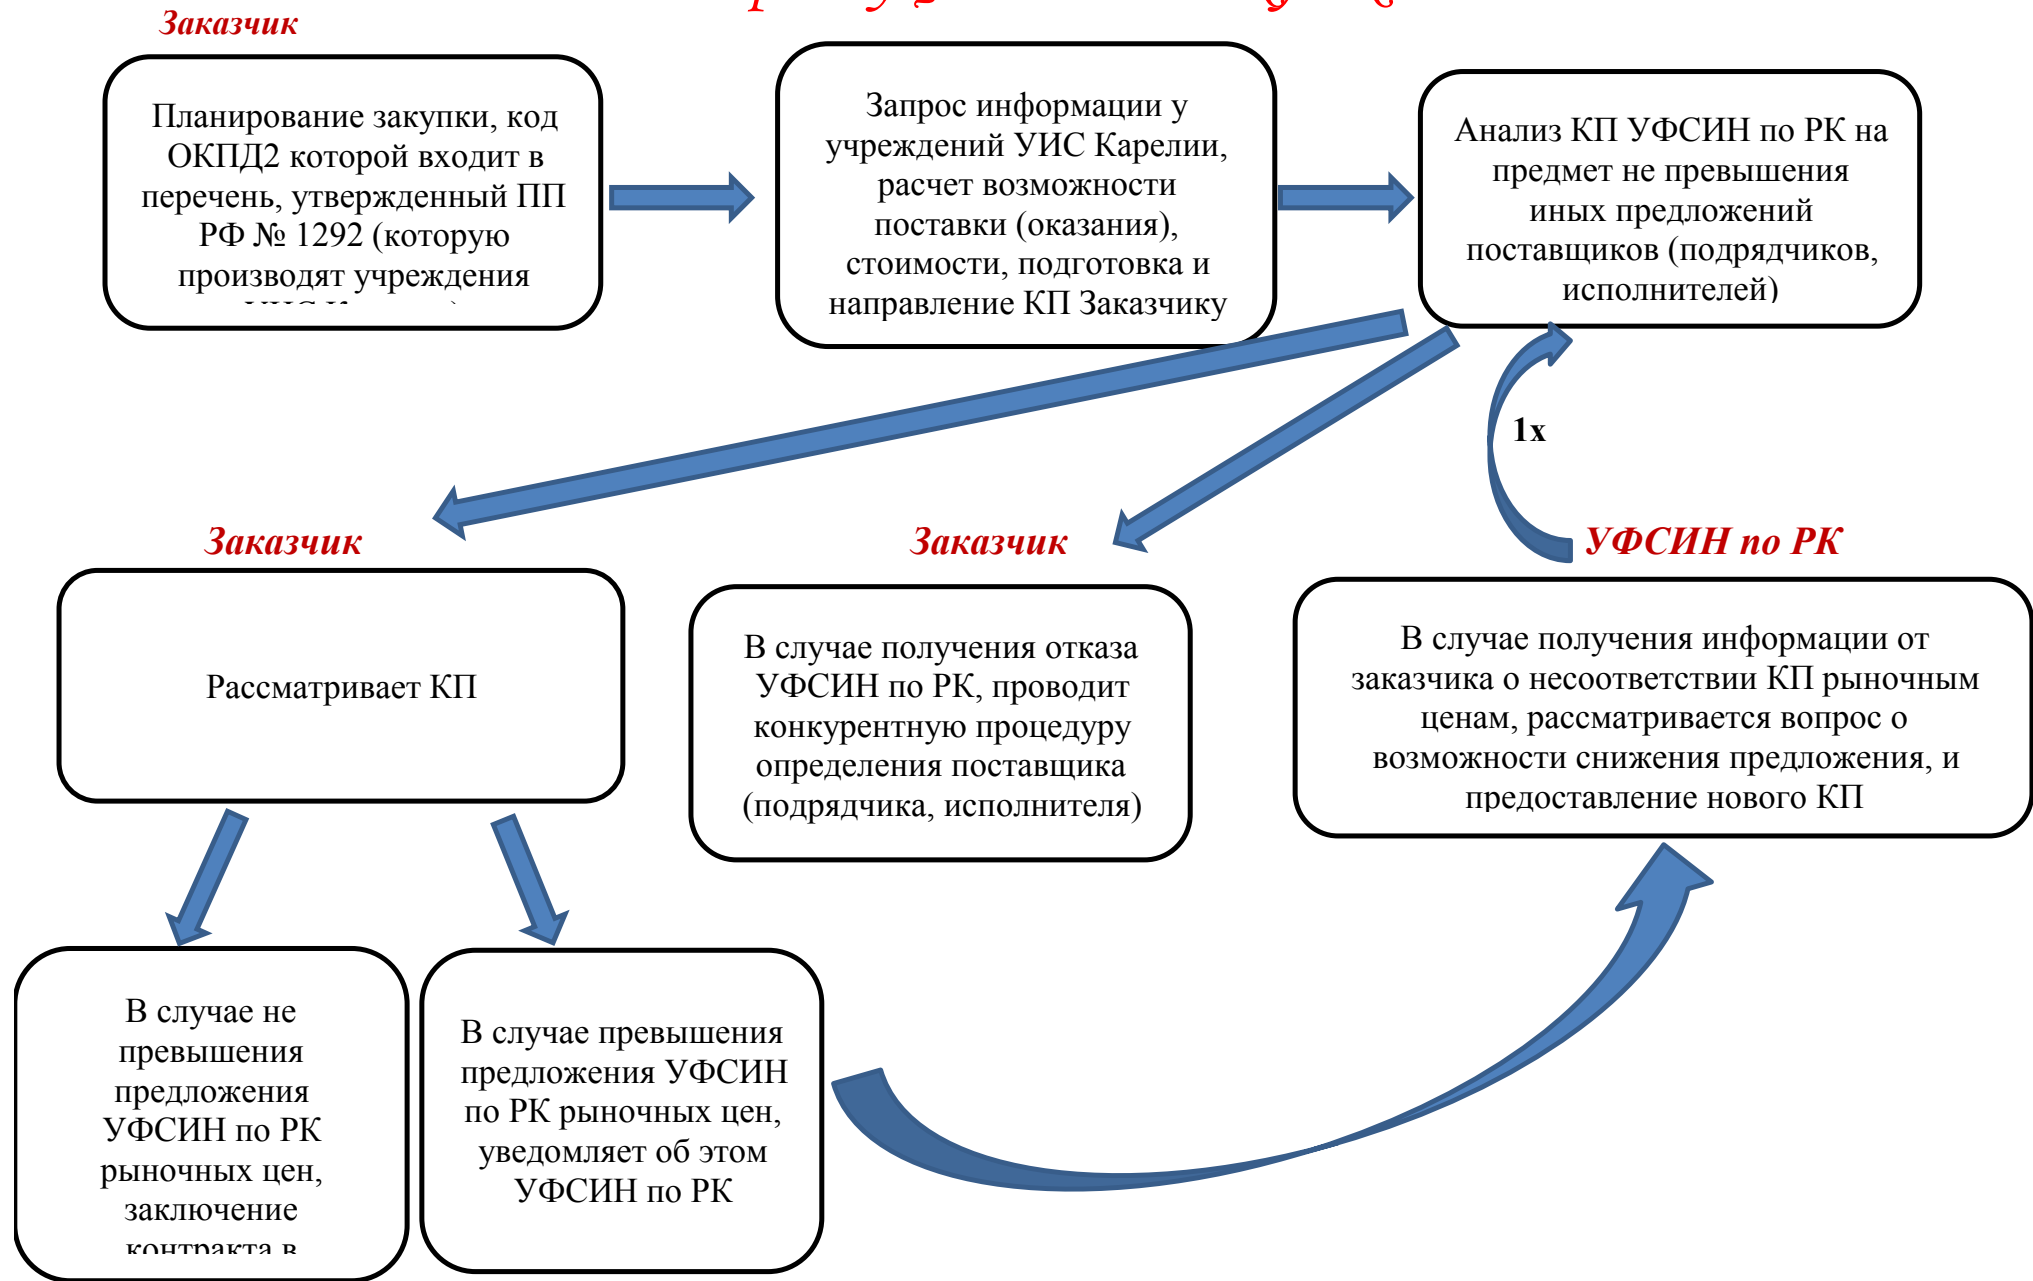 Заказчик
Планирование закупки, код
ОКПД2 которой входит в
перечень, утвержденный ПП
РФ № 1292 (которую
производят учреждения
Запрос информации у
учреждений УИС Карелии,
расчет возможности
поставки (оказания),
стоимости, подготовка и
направление КП Заказчику
Анализ КП УФСИН по РК на
предмет не превышения
иных предложений
поставщиков (подрядчиков,
исполнителей)
1х
Заказчик
Рассматривает КП
Заказчик
В случае получения отказа
УФСИН по РК, проводит
конкурентную процедуру
определения поставщика
(подрядчика, исполнителя)
УФСИН по РК
В случае получения информации от
заказчика о несоответствии КП рыночным
ценам, рассматривается вопрос о
возможности снижения предложения, и
предоставление нового КП
В случае не
превышения
предложения
УФСИН по РК
рыночных цен,
заключение
контракта в
В случае превышения
предложения УФСИН
по РК рыночных цен,
уведомляет об этом
УФСИН по РК